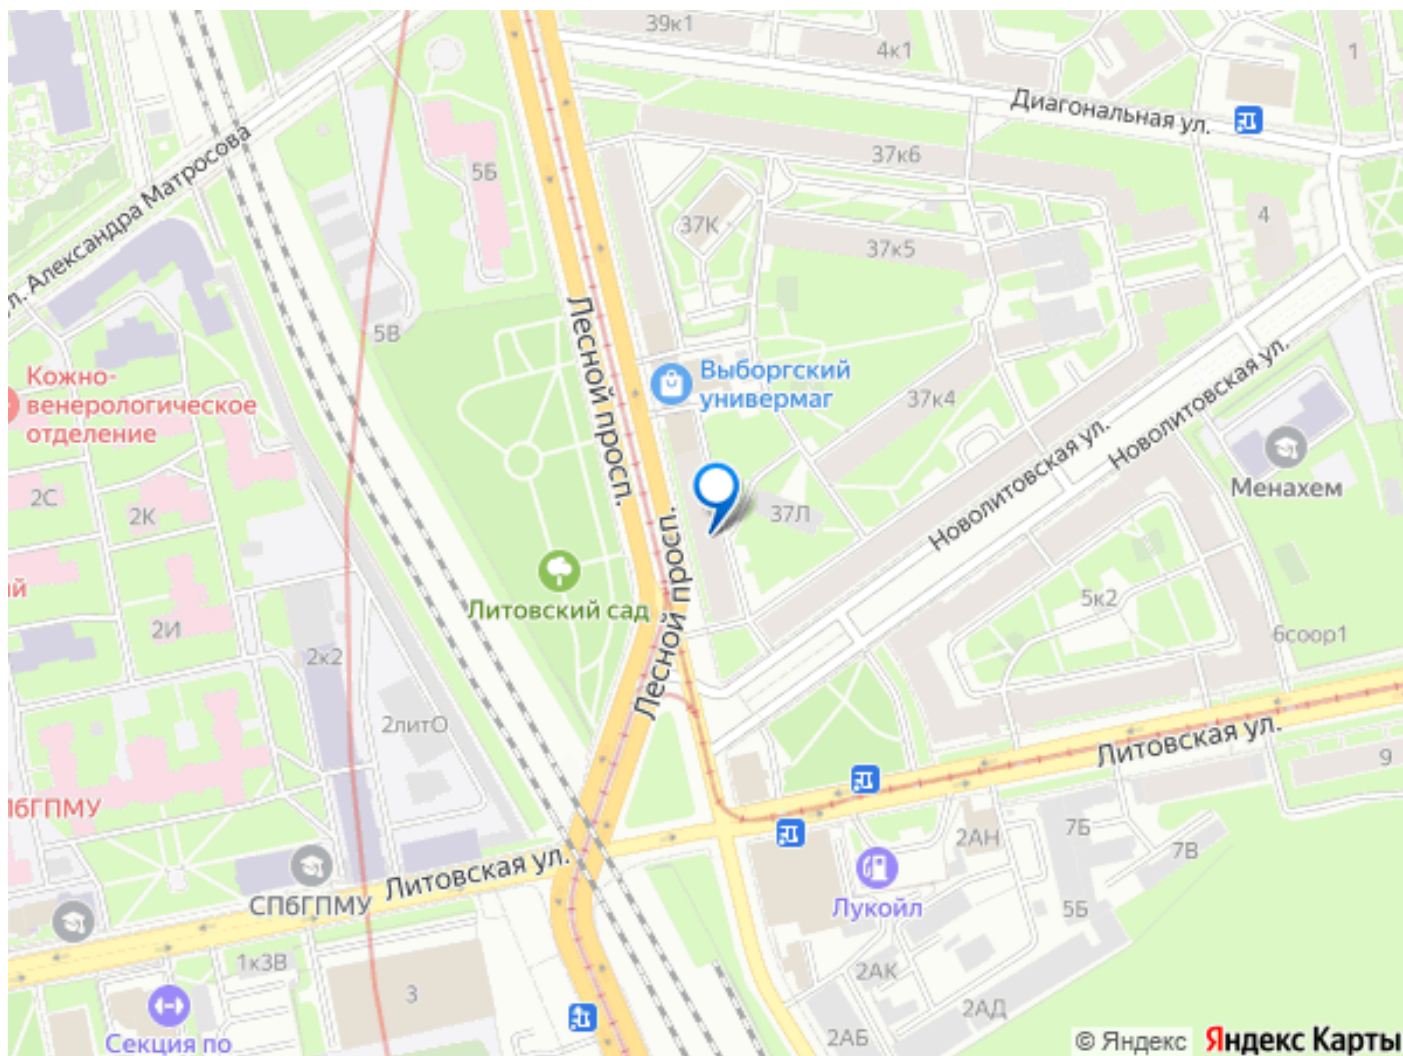 39к1
4к1
1
Диагональная ул.
ул. Александра Матросова
5Б
37к6
37К
37к5
4
5В
Лесной просп.
Выборгский
универмаг
37к4
Новолитовская ул.
Новолитовская ул.
Кожно-
венерологическое
отделение
Менахем
2С
2К
37Л
Лесной просп.
ий
Литовский сад
5к2
2И
6соор1
2к2
2литО
Литовская ул.
9
пбГПМУ
7Б
2АН
7В
Литовская ул.
СПбГПМУ
Лукойл
5Б
1к3В
3
2АК
2АД
2АБ
Секция по
© Яндекс Яндекс Карты